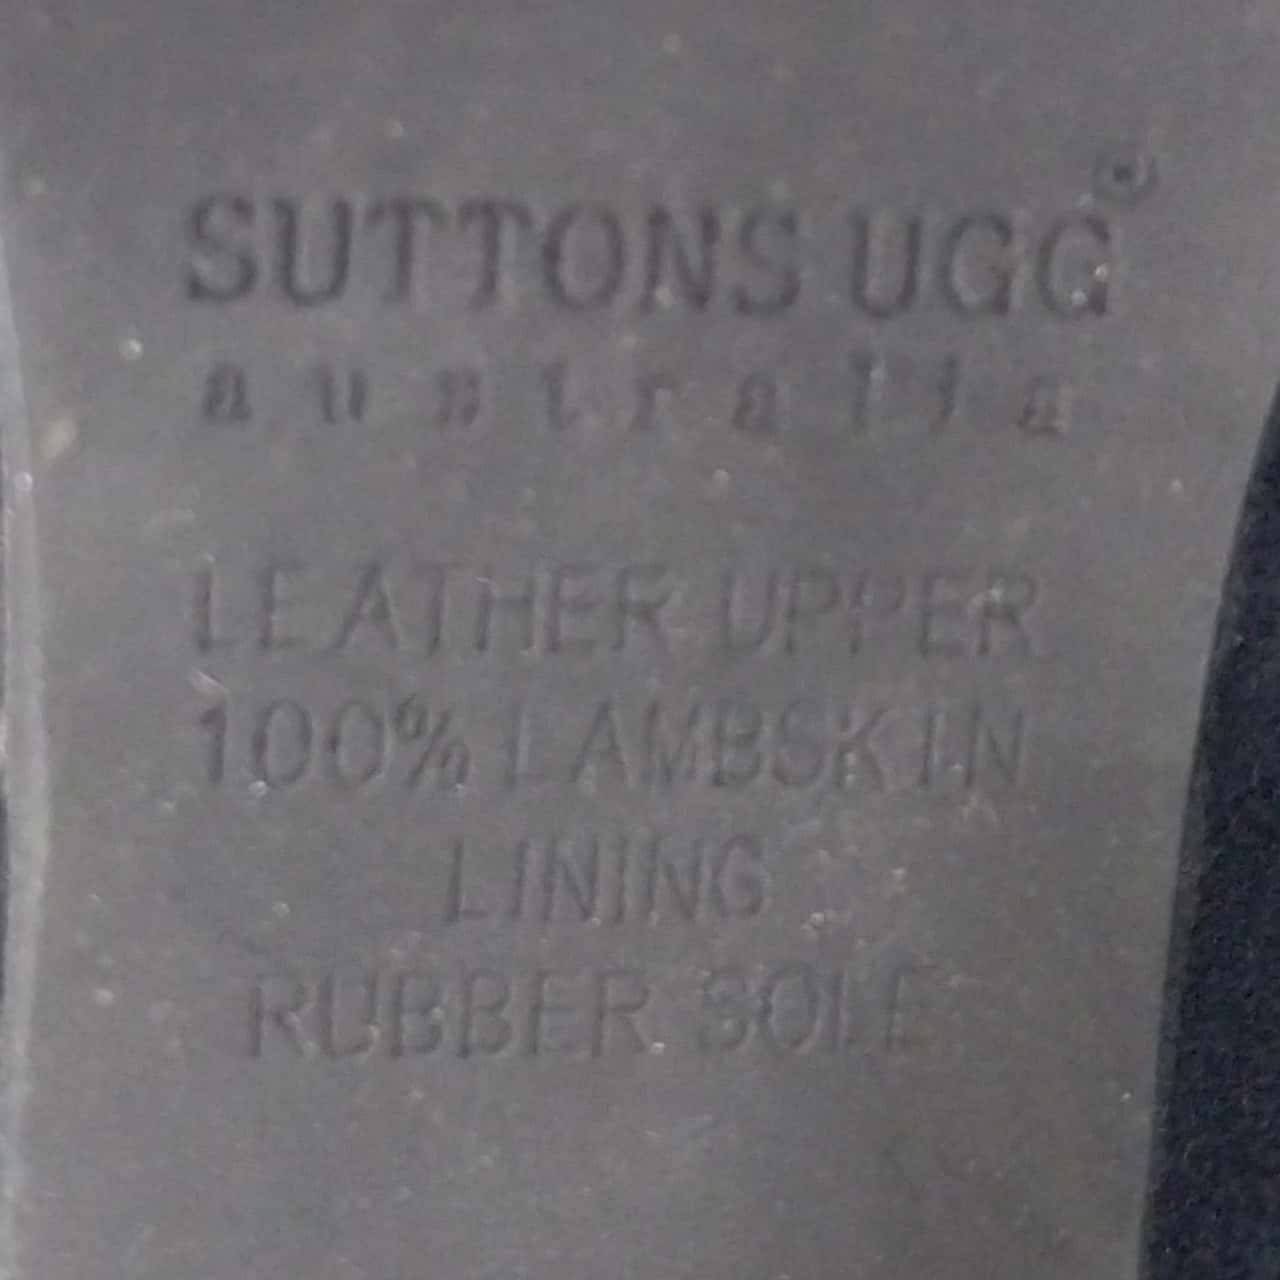 SUTTONS UGG®
australia
LEATHER UPPER
100% LAMBSKIN
LINING
RUBBER SOLE